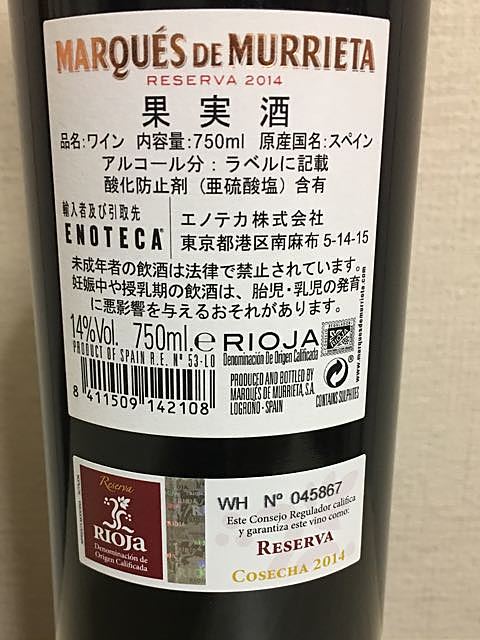 MARQUÉS DE MURRIETA
RESERVA 2014
果実酒
品名:ワイン 内容量:750ml 原産国名:スペイン
アルコール分:ラベルに記載
酸化防止剤(亜硫酸塩)含有
輸入者及び引取先
ENOTECA
エノテカ株式会社
東京都港区南麻布 5-14-15
未成年者の飲酒は法律で禁止されています。
妊娠中や授乳期の飲酒は、胎児・乳児の発育
に悪影響を与えるおそれがあります。
www.marquesdemurrieta.com
14%Vol. 750ml.e RIOJA
Denominación De Origen Calificada
PRODUCT OF SPAIN R.E. Nº 53-LO
PRODUCED AND BOTTLED BY
MARQUÉS DE MURRIETA, S.A.
LOGROÑO - SPAIN
CONTAINS SULPHITES
8 411509 142108
Reserva
RIOJA
Denominación de
Origen Calificada
WH Nº 045867
Este Consejo Regulador califica
y garantiza este vino como:
RESERVA
COSECHA 2014